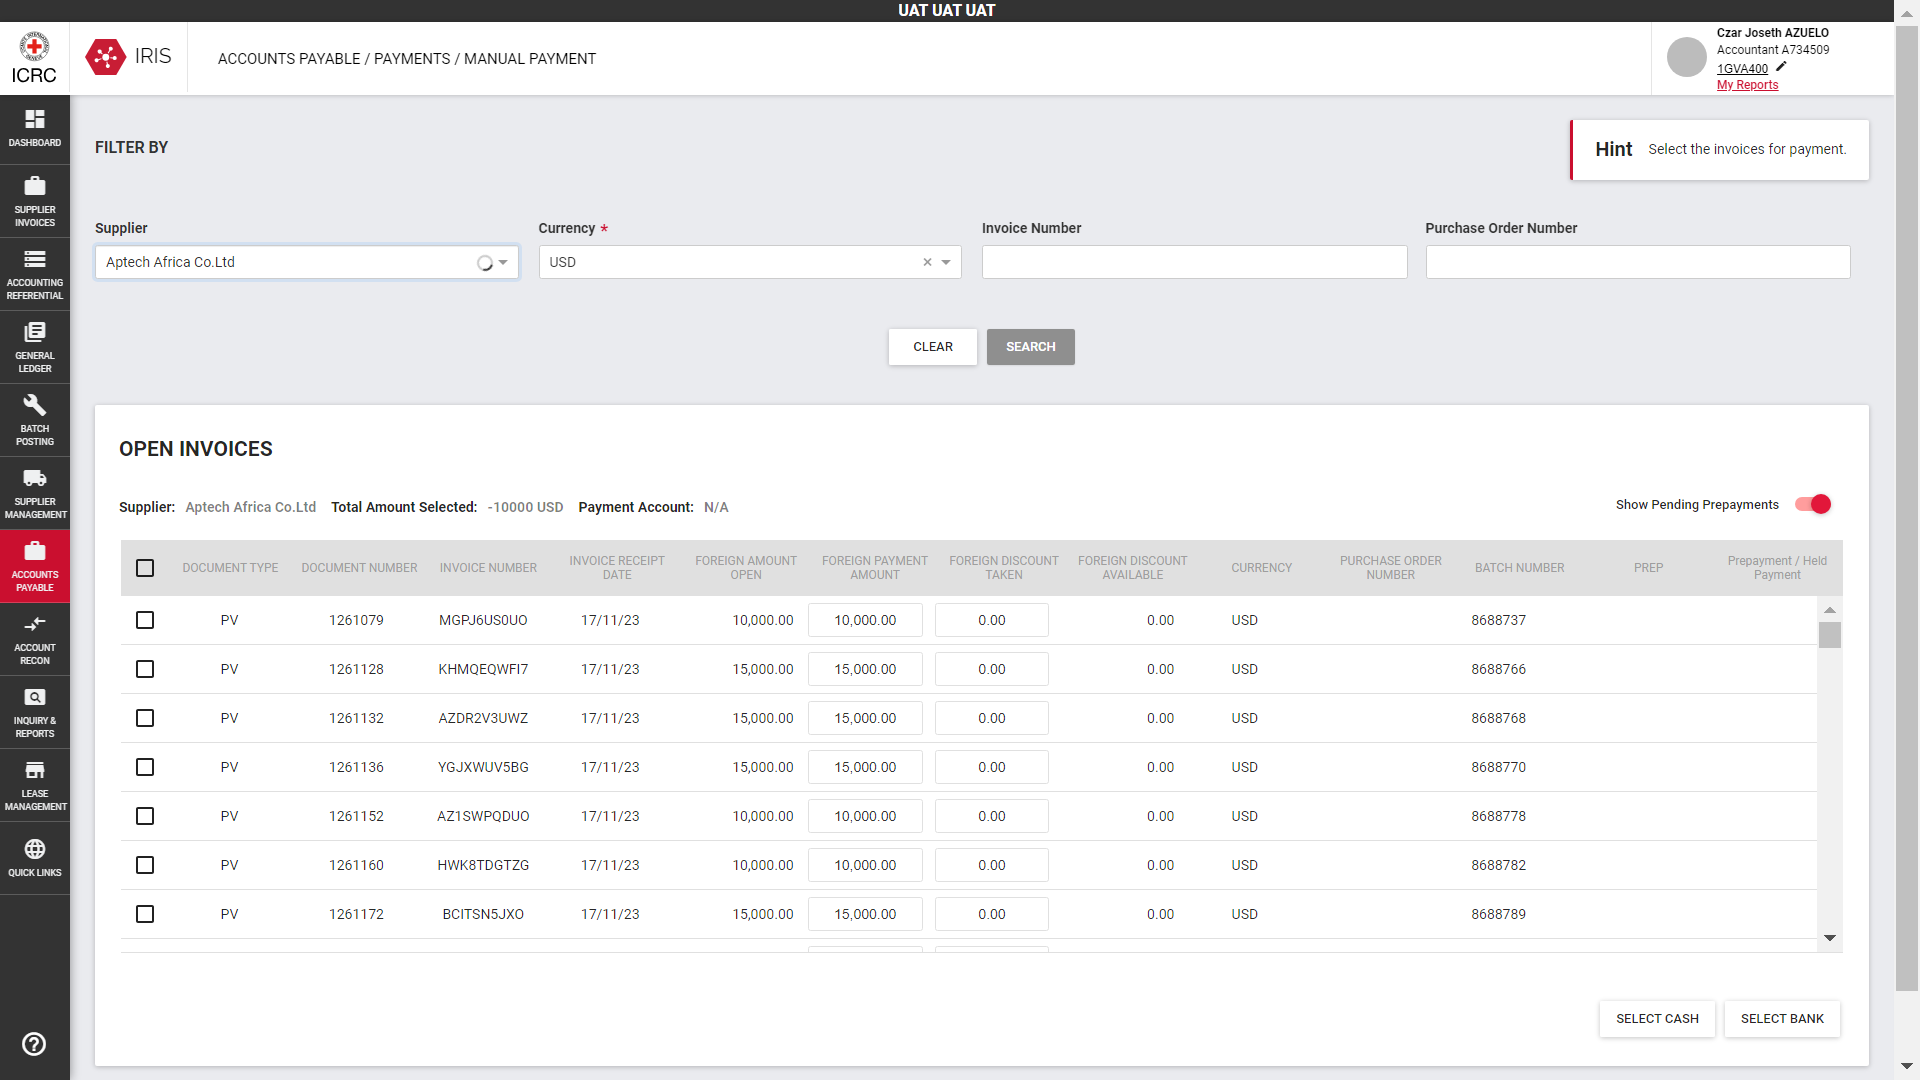 UAT UAT UAT
ICRC
IRIS
ACCOUNTS PAYABLE / PAYMENTS / MANUAL PAYMENT
Czar Joseth AZUELO
Accountant A734509
1GVA400
My Reports
DASHBOARD
SUPPLIER
INVOICES
ACCOUNTING
REFERENTIAL
GENERAL
LEDGER
BATCH
POSTING
SUPPLIER
MANAGEMENT
ACCOUNTS
PAYABLE
ACCOUNT
RECON
INQUIRY &
REPORTS
LEASE
MANAGEMENT
QUICK LINKS
FILTER BY
Hint Select the invoices for payment.
Supplier Currency * Invoice Number Purchase Order Number
Aptech Africa Co.Ltd USD
CLEAR SEARCH
OPEN INVOICES
Supplier: Aptech Africa Co.Ltd Total Amount Selected: -10000 USD Payment Account: N/A Show Pending Prepayments
DOCUMENT TYPE DOCUMENT NUMBER INVOICE NUMBER INVOICE RECEIPT DATE FOREIGN AMOUNT OPEN FOREIGN PAYMENT AMOUNT FOREIGN DISCOUNT TAKEN FOREIGN DISCOUNT AVAILABLE CURRENCY PURCHASE ORDER NUMBER BATCH NUMBER PREP Prepayment / Held Payment
PV 1261079 MGPJ6US0UO 17/11/23 10,000.00 10,000.00 0.00 0.00 USD 8688737
PV 1261128 KHMQEQWFI7 17/11/23 15,000.00 15,000.00 0.00 0.00 USD 8688766
PV 1261132 AZDR2V3UWZ 17/11/23 15,000.00 15,000.00 0.00 0.00 USD 8688768
PV 1261136 YGJXWUV5BG 17/11/23 15,000.00 15,000.00 0.00 0.00 USD 8688770
PV 1261152 AZ1SWPQDUO 17/11/23 10,000.00 10,000.00 0.00 0.00 USD 8688778
PV 1261160 HWK8TDGTZG 17/11/23 10,000.00 10,000.00 0.00 0.00 USD 8688782
PV 1261172 BCITSN5JXO 17/11/23 15,000.00 15,000.00 0.00 0.00 USD 8688789
SELECT CASH SELECT BANK